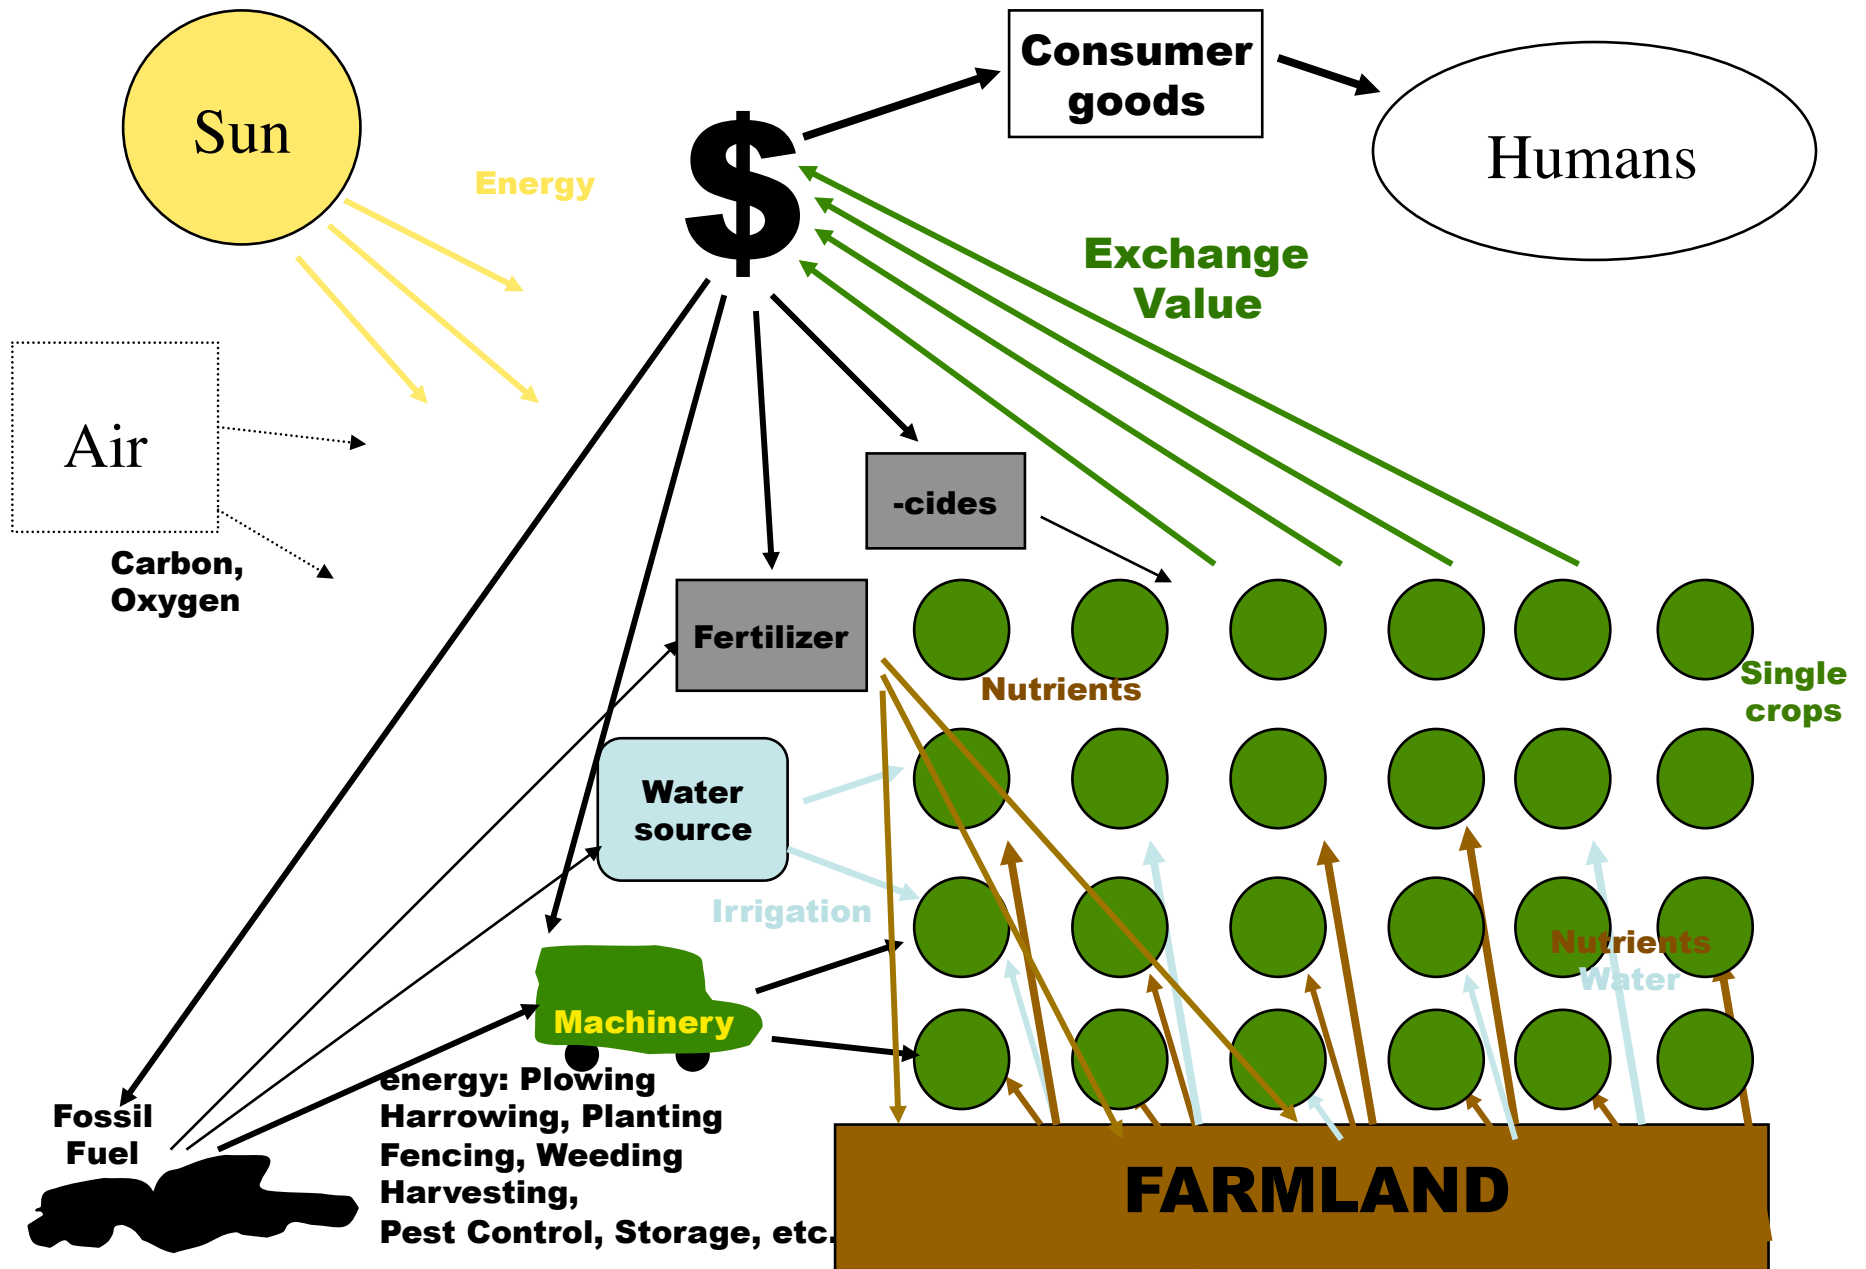 Sun
Energy
$
Consumer
goods
Humans
Exchange
Value
Air
Carbon,
Oxygen
-cides
Fertilizer
Nutrients
Single
crops
Water
source
Irrigation
Nutrients
Water
Machinery
energy: Plowing
Harrowing, Planting
Fencing, Weeding
Harvesting,
Pest Control, Storage, etc.
Fossil
Fuel
FARMLAND